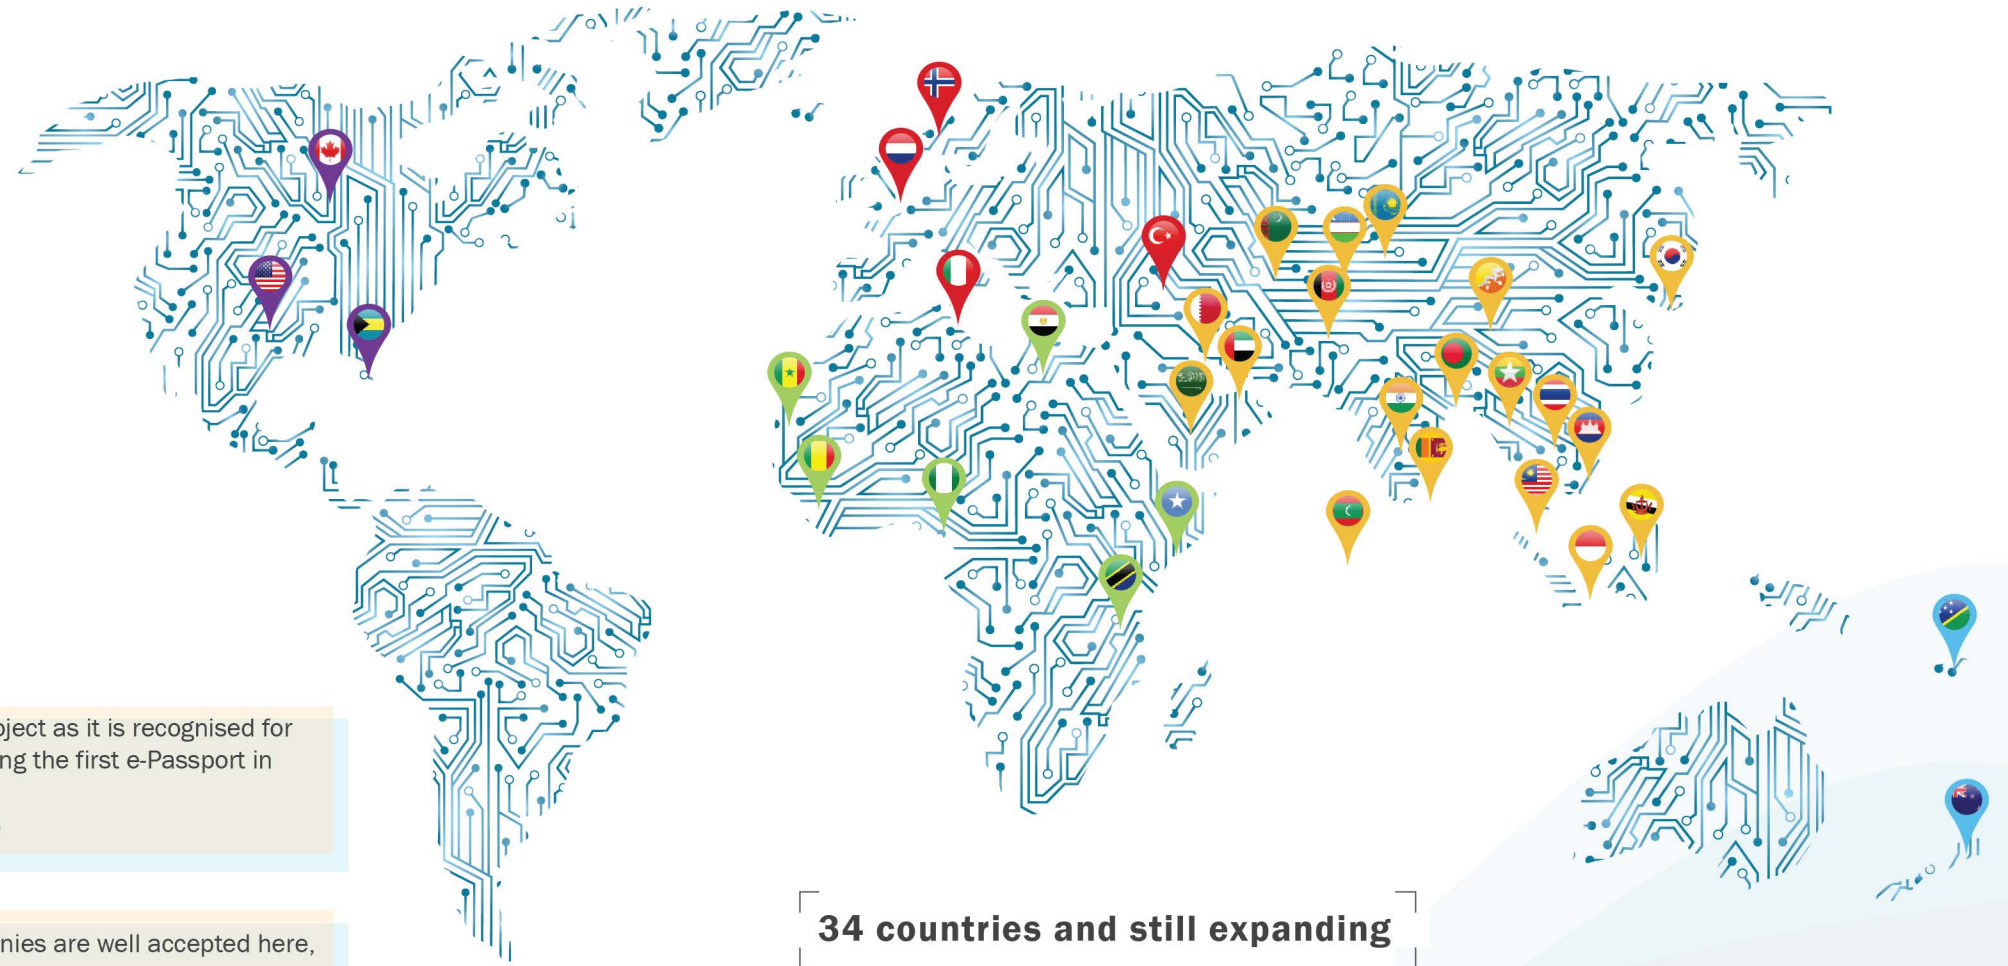 oject as it is recognised for
ng the first e-Passport in
nies are well accepted here,
34 countries and still expanding